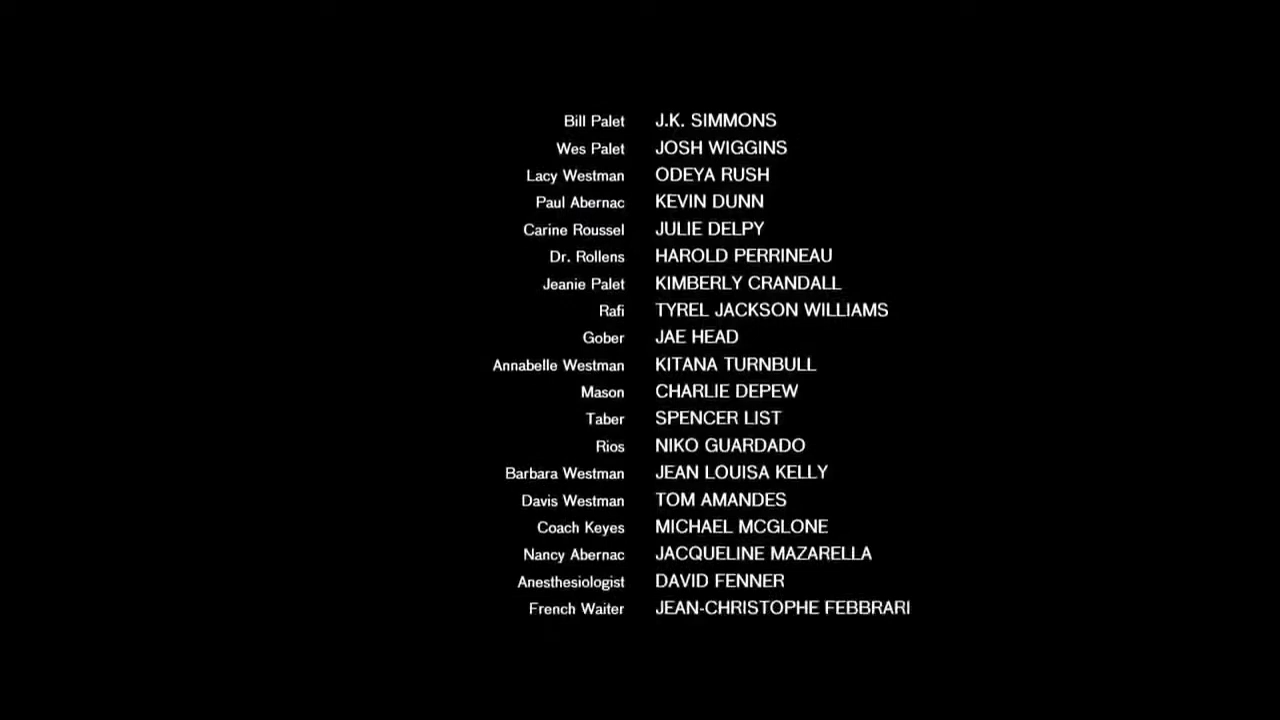 Bill Palet J.K. SIMMONS
Wes Palet JOSH WIGGINS
Lacy Westman ODEYA RUSH
Paul Abernac KEVIN DUNN
Carine Roussel JULIE DELPY
Dr. Rollens HAROLD PERRINEAU
Jeanie Palet KIMBERLY CRANDALL
Rafi TYREL JACKSON WILLIAMS
Gober JAE HEAD
Annabelle Westman KITANA TURNBULL
Mason CHARLIE DEPEW
Taber SPENCER LIST
Rios NIKO GUARDADO
Barbara Westman JEAN LOUISA KELLY
Davis Westman TOM AMANDES
Coach Keyes MICHAEL MCGLONE
Nancy Abernac JACQUELINE MAZARELLA
Anesthesiologist DAVID FENNER
French Waiter JEAN-CHRISTOPHE FEBBRARI